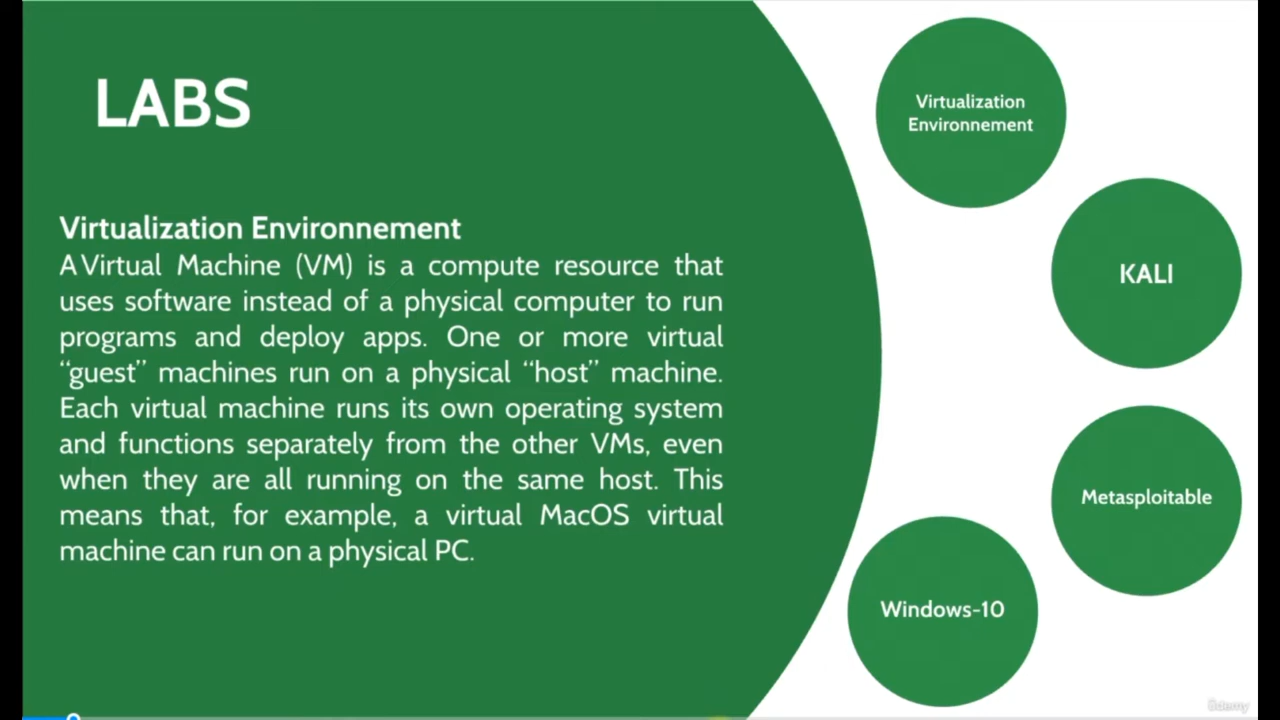 LABS
Virtualization Environnement
A Virtual Machine (VM) is a compute resource that
uses software instead of a physical computer to run
programs and deploy apps. One or more virtual
“guest” machines run on a physical “host” machine.
Each virtual machine runs its own operating system
and functions separately from the other VMs, even
when they are all running on the same host. This
means that, for example, a virtual MacOS virtual
machine can run on a physical PC.
Virtualization
Environnement
KALI
Metasploitable
Windows-10
ûdemy